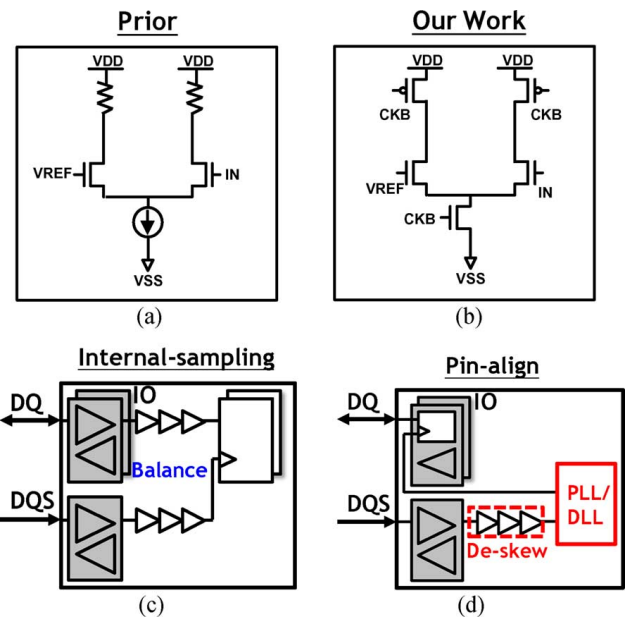 Prior
VDD VDD
VREF IN
VSS
(a)
Our Work
VDD VDD
CKB CKB
VREF IN
CKB
VSS
(b)
Internal-sampling
IO
DQ
Balance
DQS
(c)
Pin-align
IO
DQ
PLL/
DLL
DQS
De-skew
(d)